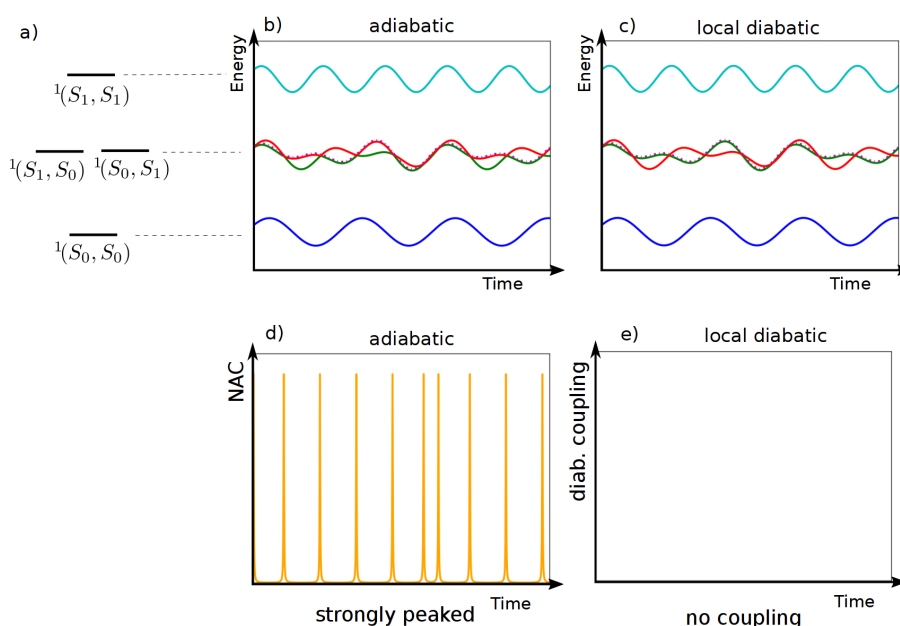 a)
¹(S₁, S₁)
¹(S₁, S₀) ¹(S₀, S₁)
¹(S₀, S₀)
b)
adiabatic
Energy
Time
c)
local diabatic
Energy
Time
d)
adiabatic
NAC
Time
strongly peaked
e)
local diabatic
diab. coupling
Time
no coupling